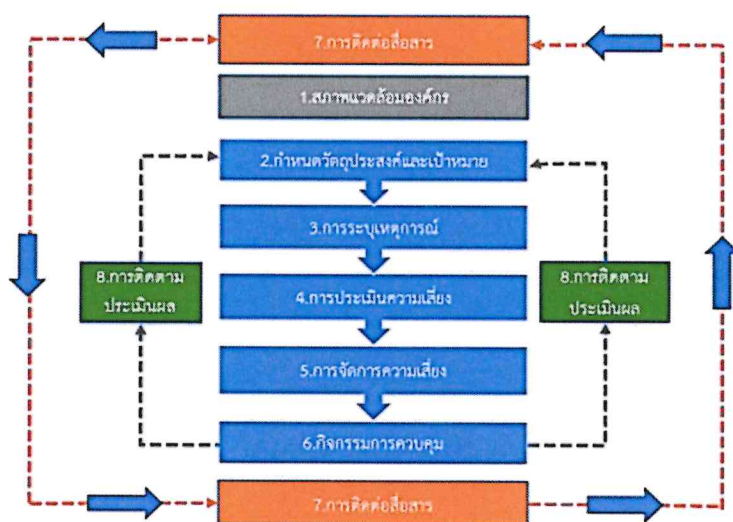 7.การติดต่อสื่อสาร
1.สภาพแวดล้อมองค์กร
2.กำหนดวัตถุประสงค์และเป้าหมาย
3.การระบุเหตุการณ์
8.การติดตาม
ประเมินผล
4.การประเมินความเสี่ยง
8.การติดตาม
ประเมินผล
5.การจัดการความเสี่ยง
6.กิจกรรมการควบคุม
7.การติดต่อสื่อสาร